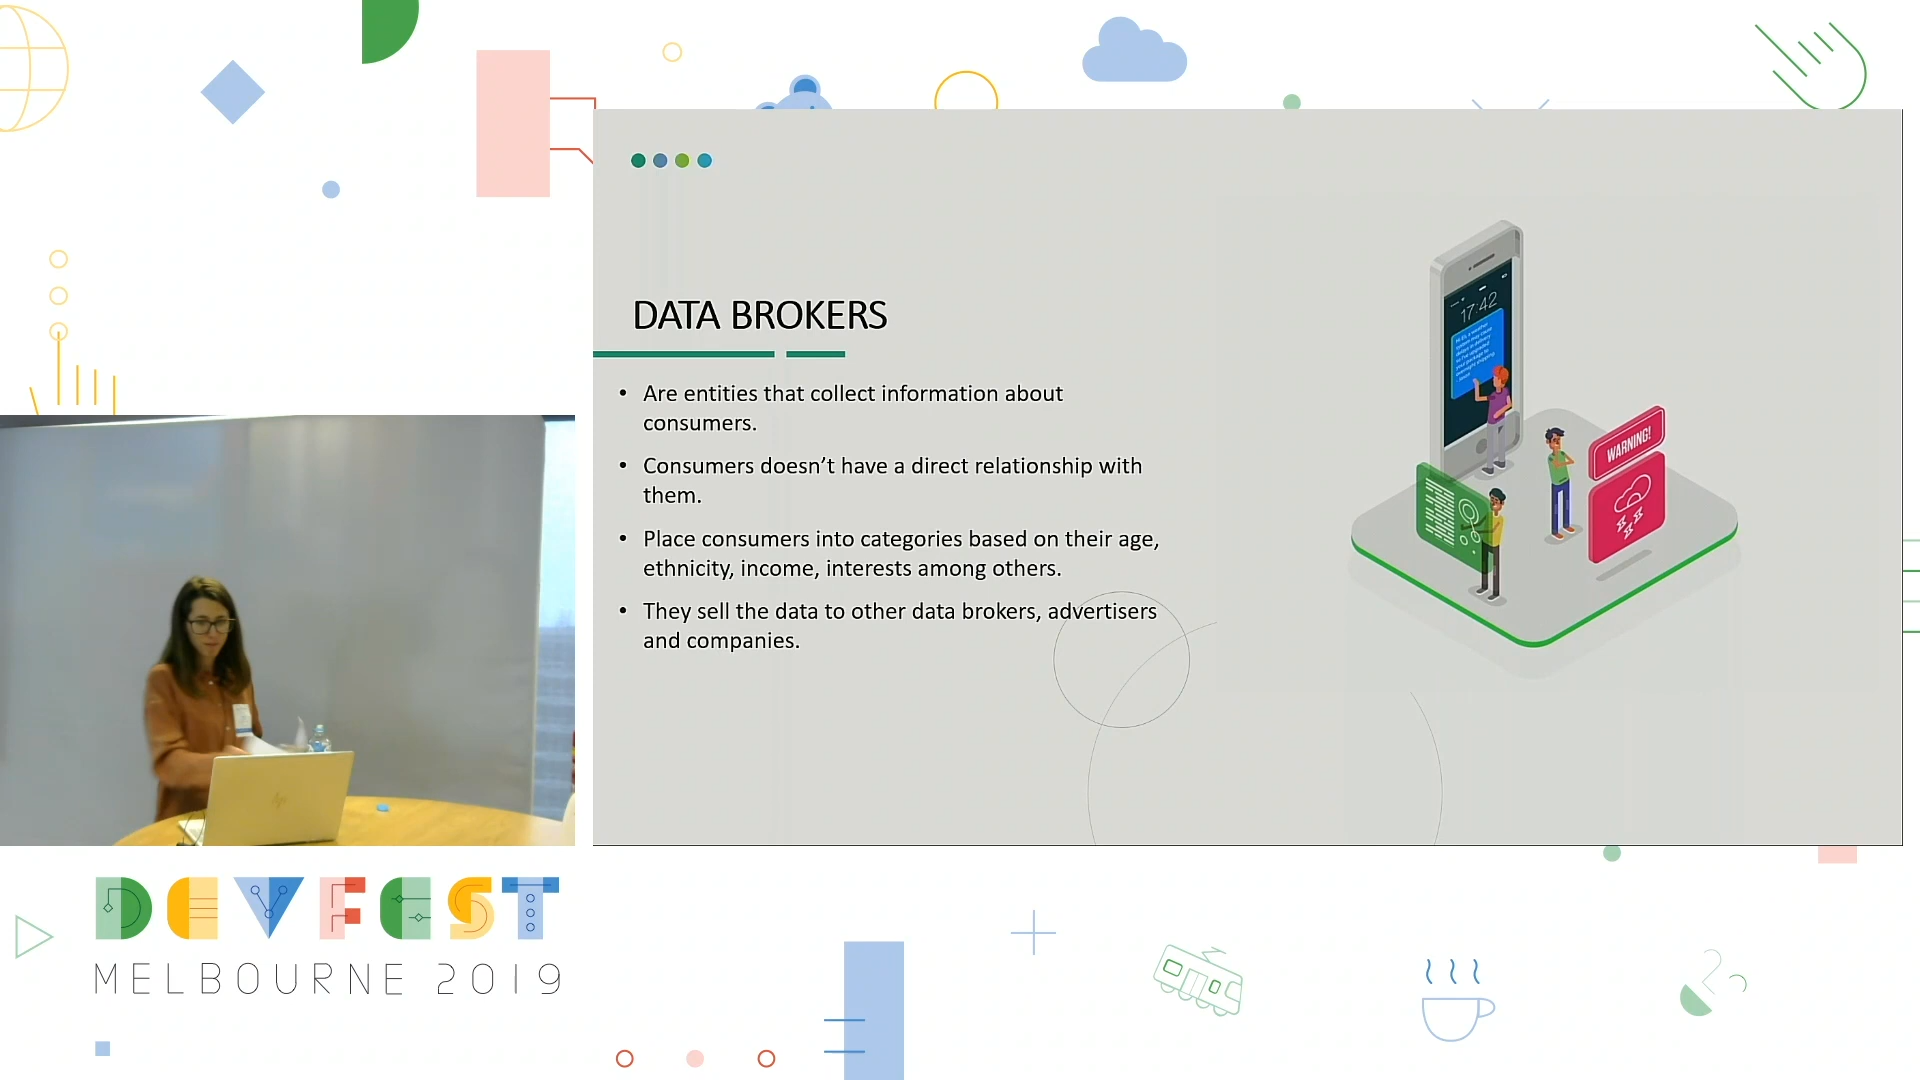 DATA BROKERS
• Are entities that collect information about
consumers.
• Consumers doesn’t have a direct relationship with
them.
• Place consumers into categories based on their age,
ethnicity, income, interests among others.
• They sell the data to other data brokers, advertisers
and companies.
17:42
WARNING!
DEVFEST
MELBOURNE 2019